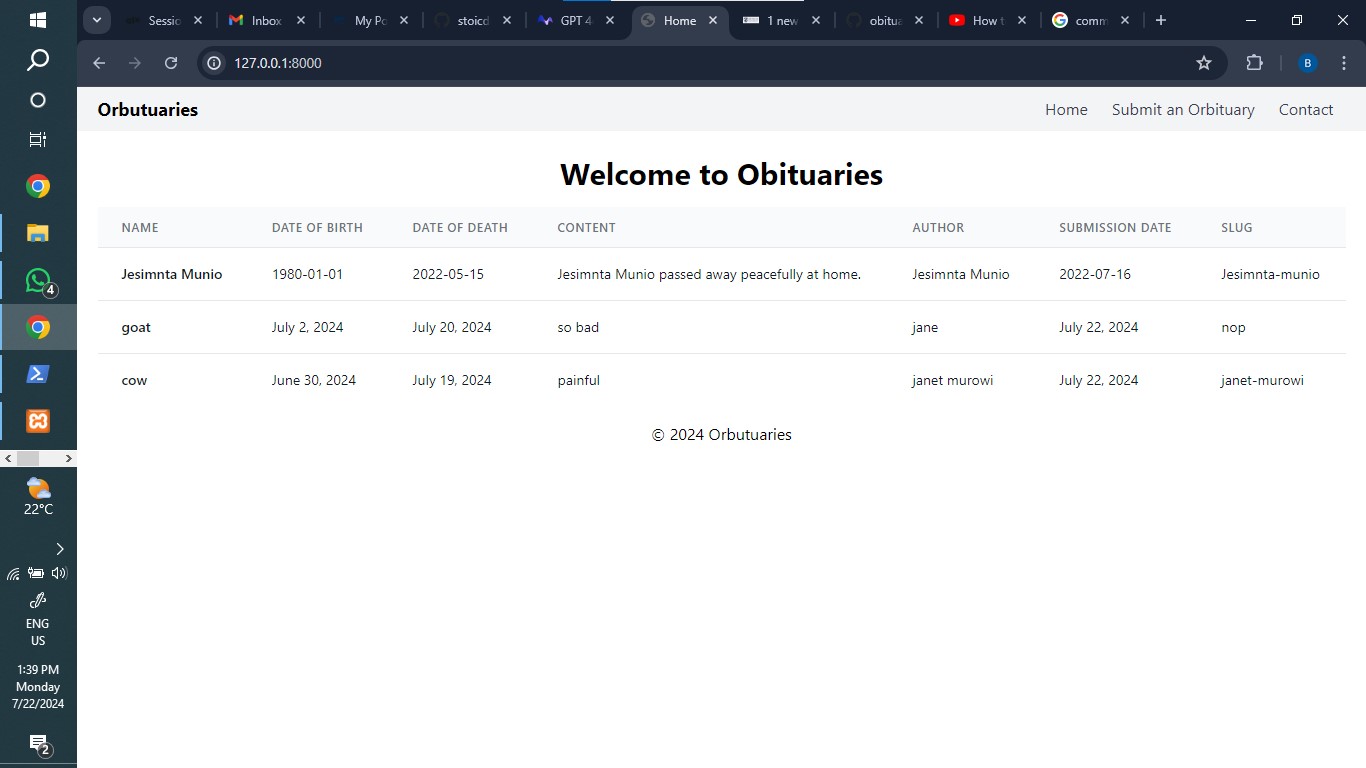 Sessio
Inbox
My Po
stoicd
GPT 4
Home
1 new
obitua
How t
comm
127.0.0.1:8000
B
Orbutuaries
Home Submit an Orbituary Contact
Welcome to Obituaries
NAME DATE OF BIRTH DATE OF DEATH CONTENT AUTHOR SUBMISSION DATE SLUG
Jesimnta Munio 1980-01-01 2022-05-15 Jesimnta Munio passed away peacefully at home. Jesimnta Munio 2022-07-16 Jesimnta-munio
goat July 2, 2024 July 20, 2024 so bad jane July 22, 2024 nop
cow June 30, 2024 July 19, 2024 painful janet murowi July 22, 2024 janet-murowi
© 2024 Orbutuaries
4
22°C
ENG
US
1:39 PM
Monday
7/22/2024
2